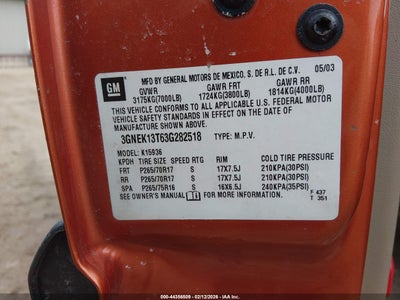 GM
MFD BY GENERAL MOTORS DE MEXICO, S. DE R.L. DE C.V. 05/03
GVWR GAWR FRT GAWR RR
3175KG(7000LB) 1724KG(3800LB) 1814KG(4000LB)
THIS VEHICLE CONFORMS TO ALL APPLICABLE U.S. FEDERAL MOTOR
VEHICLE SAFETY STANDARDS IN EFFECT ON THE DATE OF
MANUFACTURE SHOWN ABOVE.
3GNEK13T63G282518 TYPE: M.P.V.
MODEL: K15936
KPDH TIRE SIZE SPEED RTG RIM COLD TIRE PRESSURE
FRT P265/70R17 S 17X7.5J 210KPA(30PSI)
RR P265/70R17 S 17X7.5J 210KPA(30PSI)
SPA P265/75R16 S 16X6.5J 240KPA(35PSI)
SEE OWNER'S MANUAL FOR MORE INFORMATION. F 437
T 351
000-44358509 - 02/12/2026 - IAA Inc.